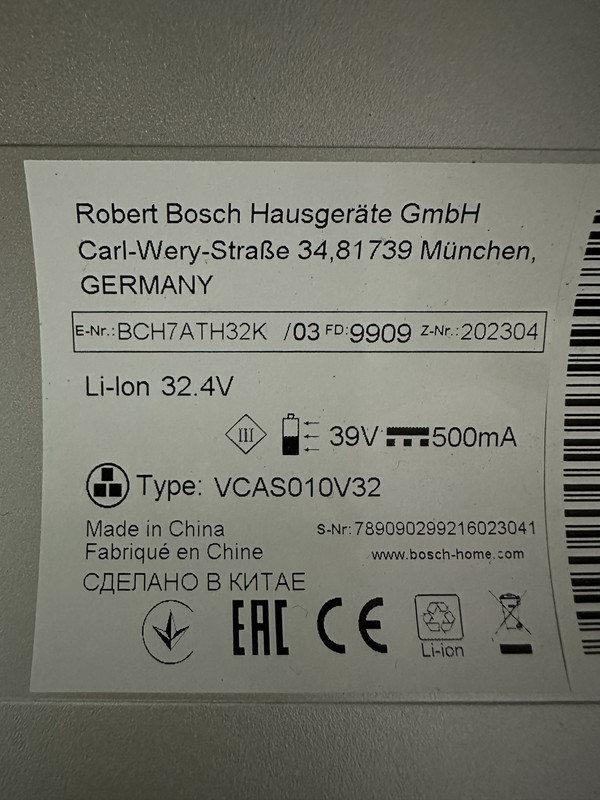 Robert Bosch Hausgeräte GmbH
Carl-Wery-Straße 34,81739 München,
GERMANY
E-Nr.:BCH7ATH32K /03 FD:9909 Z-Nr.:202304
Li-Ion 32.4V
III 39V 500mA
Type: VCAS010V32
Made in China S-Nr:789090299216023041
Fabriqué en Chine www.bosch-home.com
СДЕЛАНО В КИТАЕ
EAC CE
Li-ion